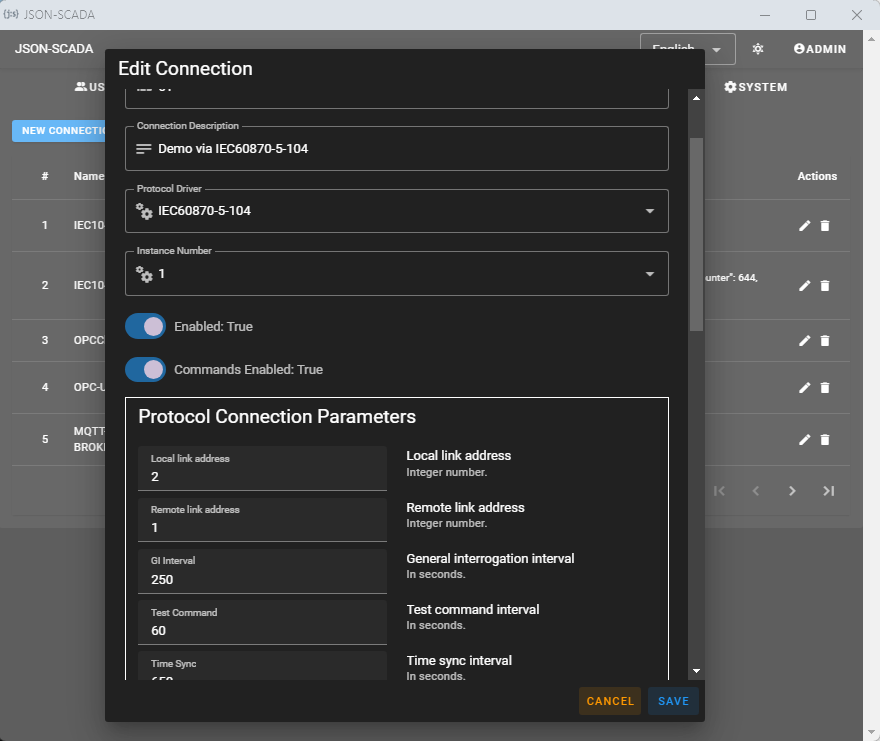 JSON-SCADA
JSON-SCADA
English
ADMIN
US
SYSTEM
NEW CONNECTIO
# Name Actions
1 IEC10
2 IEC10 unter": 644,
3 OPCC
4 OPC-U
5 MQTT-
BROK
Edit Connection
Connection Description
Demo via IEC60870-5-104
Protocol Driver
IEC60870-5-104
Instance Number
1
Enabled: True
Commands Enabled: True
Protocol Connection Parameters
Local link address
2
Local link address
Integer number.
Remote link address
1
Remote link address
Integer number.
GI Interval
250
General interrogation interval
In seconds.
Test Command
60
Test command interval
In seconds.
Time Sync
Time sync interval
In seconds.
CANCEL
SAVE